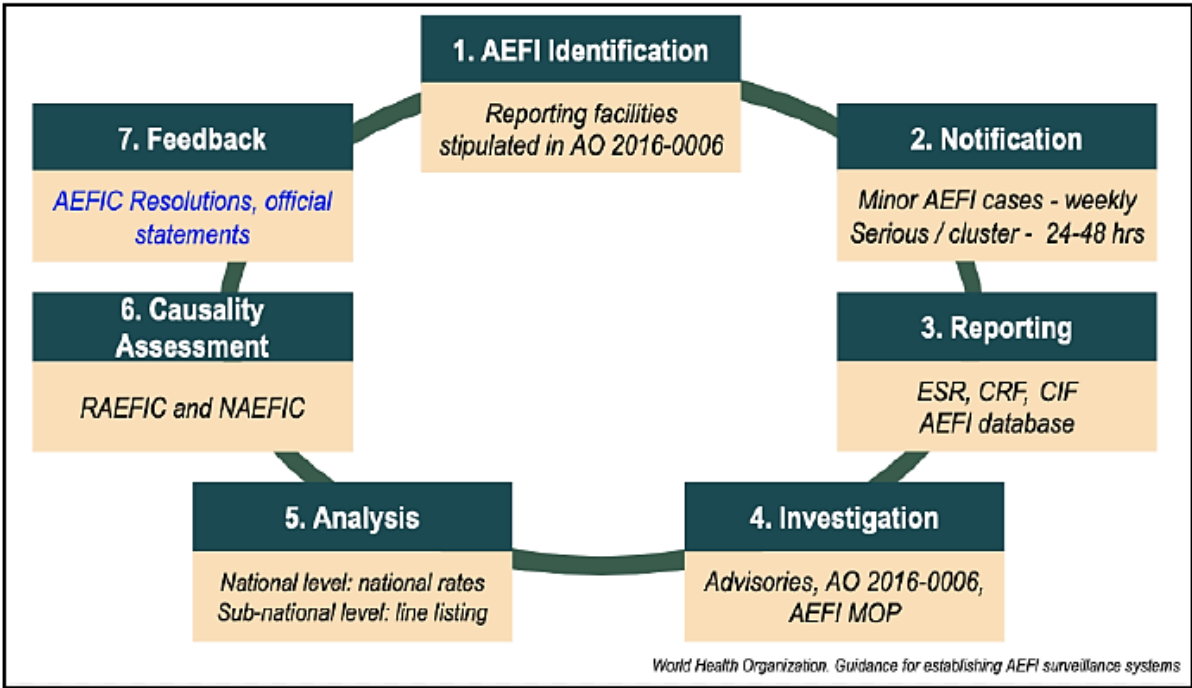 1. AEFI Identification
Reporting facilities
stipulated in AO 2016-0006
2. Notification
Minor AEFI cases - weekly
Serious / cluster - 24-48 hrs
3. Reporting
ESR, CRF, CIF
AEFI database
4. Investigation
Advisories, AO 2016-0006,
AEFI MOP
5. Analysis
National level: national rates
Sub-national level: line listing
6. Causality
Assessment
RAEFIC and NAEFIC
7. Feedback
AEFIC Resolutions, official
statements
World Health Organization. Guidance for establishing AEFI surveillance systems